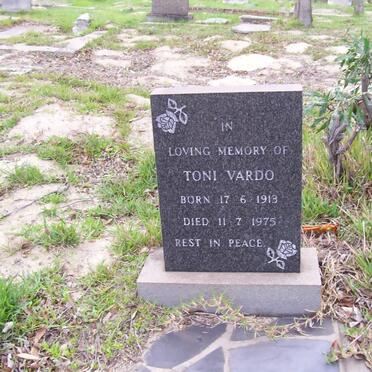 IN
LOVING MEMORY OF
TONI VARDO
BORN 17-6-1913
DIED 11-7-1975
REST IN PEACE.